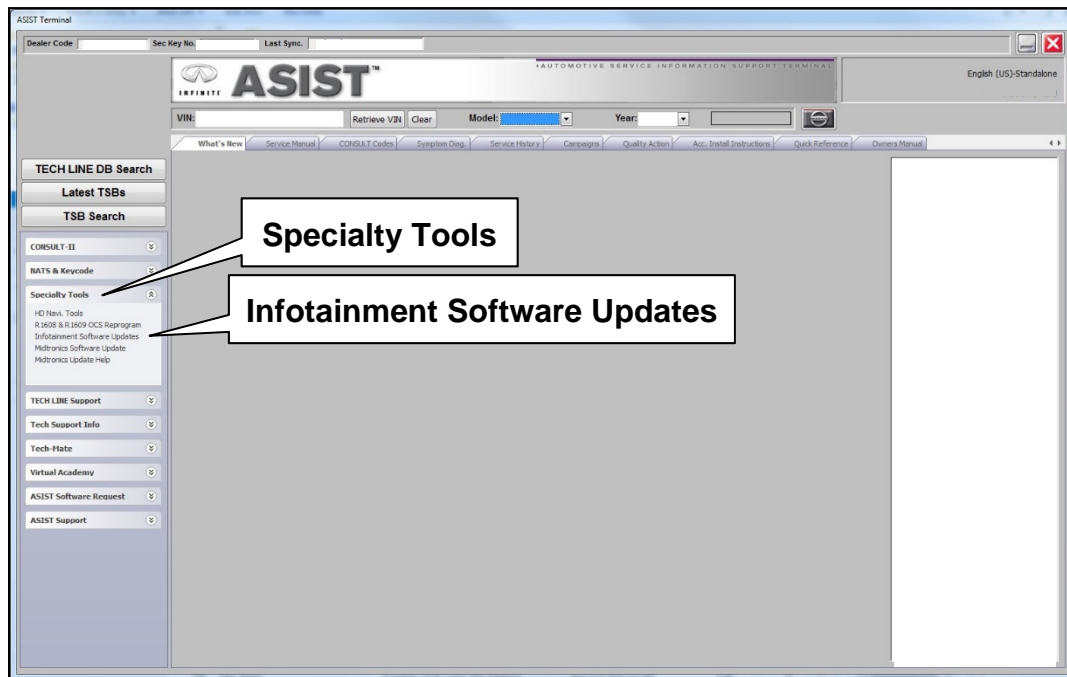 ASIST Terminal
Dealer Code Sec Key No. Last Sync.
INFINITI ASIST™
AUTOMOTIVE SERVICE INFORMATION SUPPORT TERMINAL
English (US)-Standalone
VIN: Retrieve VIN Clear Model: Year:
What's New Service Manual CONSULT Codes Symptom Diag. Service History Campaigns Quality Action Acc. Install Instructions Quick Reference Owners Manual
TECH LINE DB Search
Latest TSBs
TSB Search
CONSULT-II
NATS & Keycode
Specialty Tools
HD Navi. Tools
R1608 & R1609 OCS Reprogram
Infotainment Software Updates
Midtronics Software Update
Midtronics Update Help
TECH LINE Support
Tech Support Info
Tech-Mate
Virtual Academy
ASIST Software Request
ASIST Support
Specialty Tools
Infotainment Software Updates